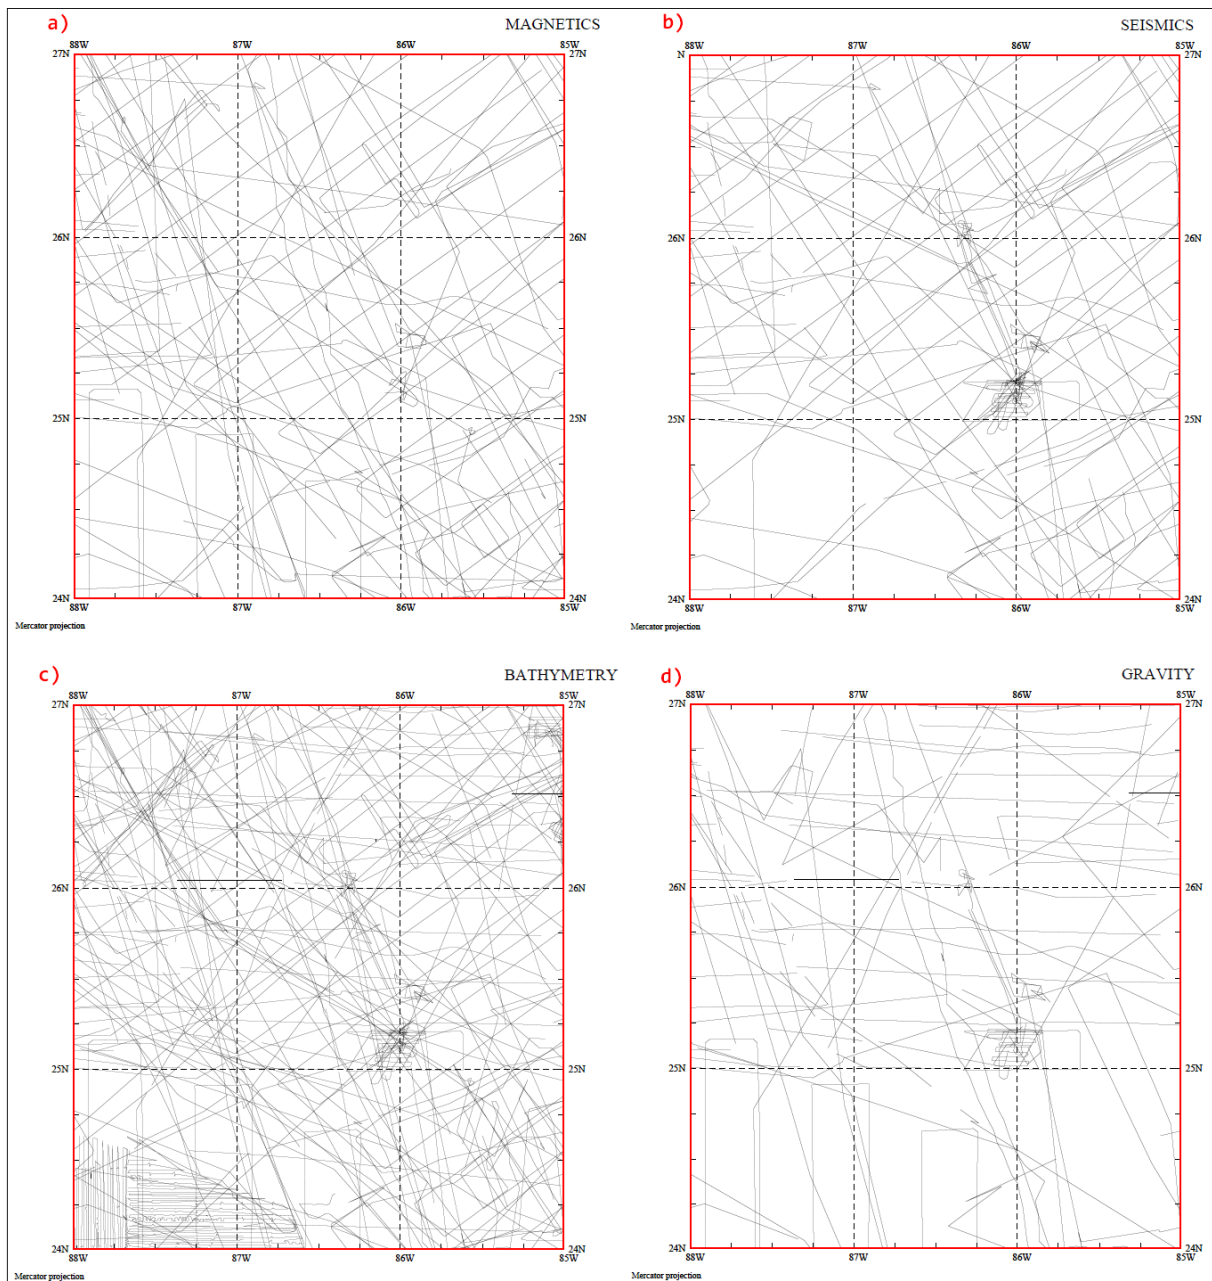 a) MAGNETICS
88W 87W 86W 85W
27N 27N
26N 26N
25N 25N
24N 24N
88W 87W 86W 85W
Mercator projection
b) SEISMICS
N 87W 86W 85W
27N
26N 26N
25N 25N
24N 24N
88W 87W 86W 85W
Mercator projection
c) BATHYMETRY
88W 87W 86W 85W
27N 27N
26N 26N
25N 25N
24N 24N
88W 87W 86W 85W
Mercator projection
d) GRAVITY
88W 87W 86W 85W
27N 27N
26N 26N
25N 25N
24N 24N
88W 87W 86W 85W
Mercator projection